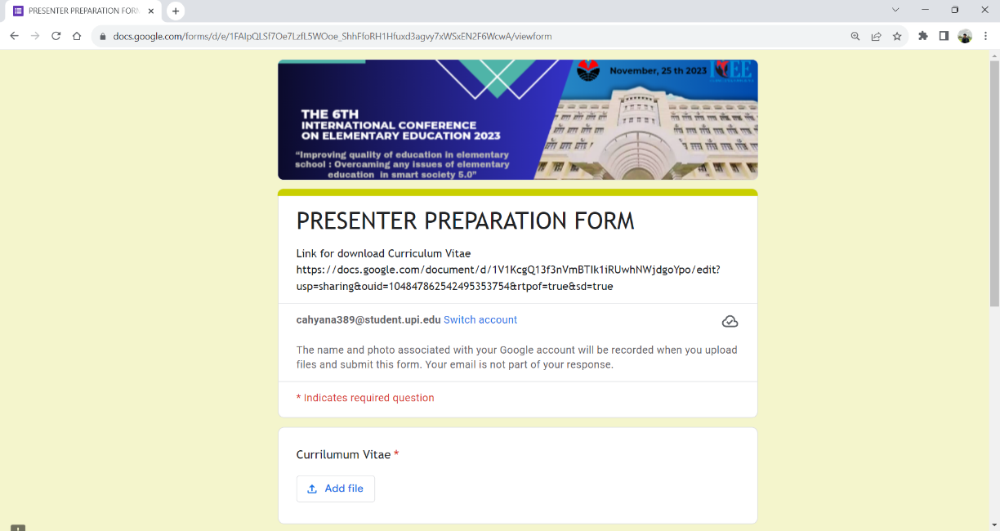 PRESENTER PREPARATION FORM
docs.google.com/forms/d/e/1FAIpQLSf7Oe7LzfL5WOoe_ShhFfoRH1Hfuxd3agvy7xWSxEN2F6WcwA/viewform
November, 25 th 2023
THE 6TH
INTERNATIONAL CONFERENCE
ON ELEMENTARY EDUCATION 2023
“Improving quality of education in elementary
school : Overcaming any issues of elementary
education in smart society 5.0”
PRESENTER PREPARATION FORM
Link for download Curriculum Vitae
https://docs.google.com/document/d/1V1KcgQ13f3nVmBTIk1iRUwhNWjdgoYpo/edit?
usp=sharing&ouid=104847862542495353754&rtpof=true&sd=true
cahyana389@student.upi.edu Switch account
The name and photo associated with your Google account will be recorded when you upload
files and submit this form. Your email is not part of your response.
* Indicates required question
Currilumum Vitae *
Add file